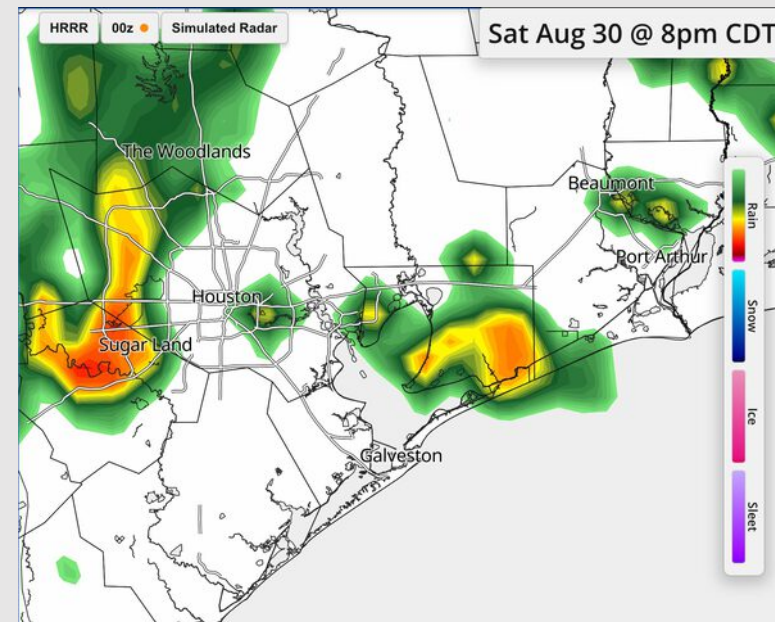 HRRR 00z Simulated Radar
Sat Aug 30 @ 8pm CDT
The Woodlands
Beaumont
Rain
Port Arthur
Houston
Snow
Sugar Land
Ice
Galveston
Sleet